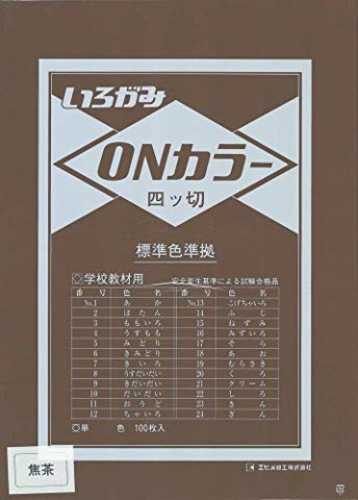 いろがみ
ONカラー
四ッ切
標準色準拠
◇学校教材用 安全衛生基準による試験合格品
番号 色名 番号 色名
No.1 あか No.13 こげちゃいろ
2 ぼたん 14 ふじ
3 ももいろ 15 ねずみ
4 うすもも 16 みずいろ
5 みどり 17 そら
6 きみどり 18 あお
7 きいろ 19 むらさき
8 うすだいだい 20 くろ
9 きだいだい 21 クリーム
10 だいだい 22 しろ
11 おうど 23 きん
12 ちゃいろ 24 ぎん
◯単色 100枚入
焦茶